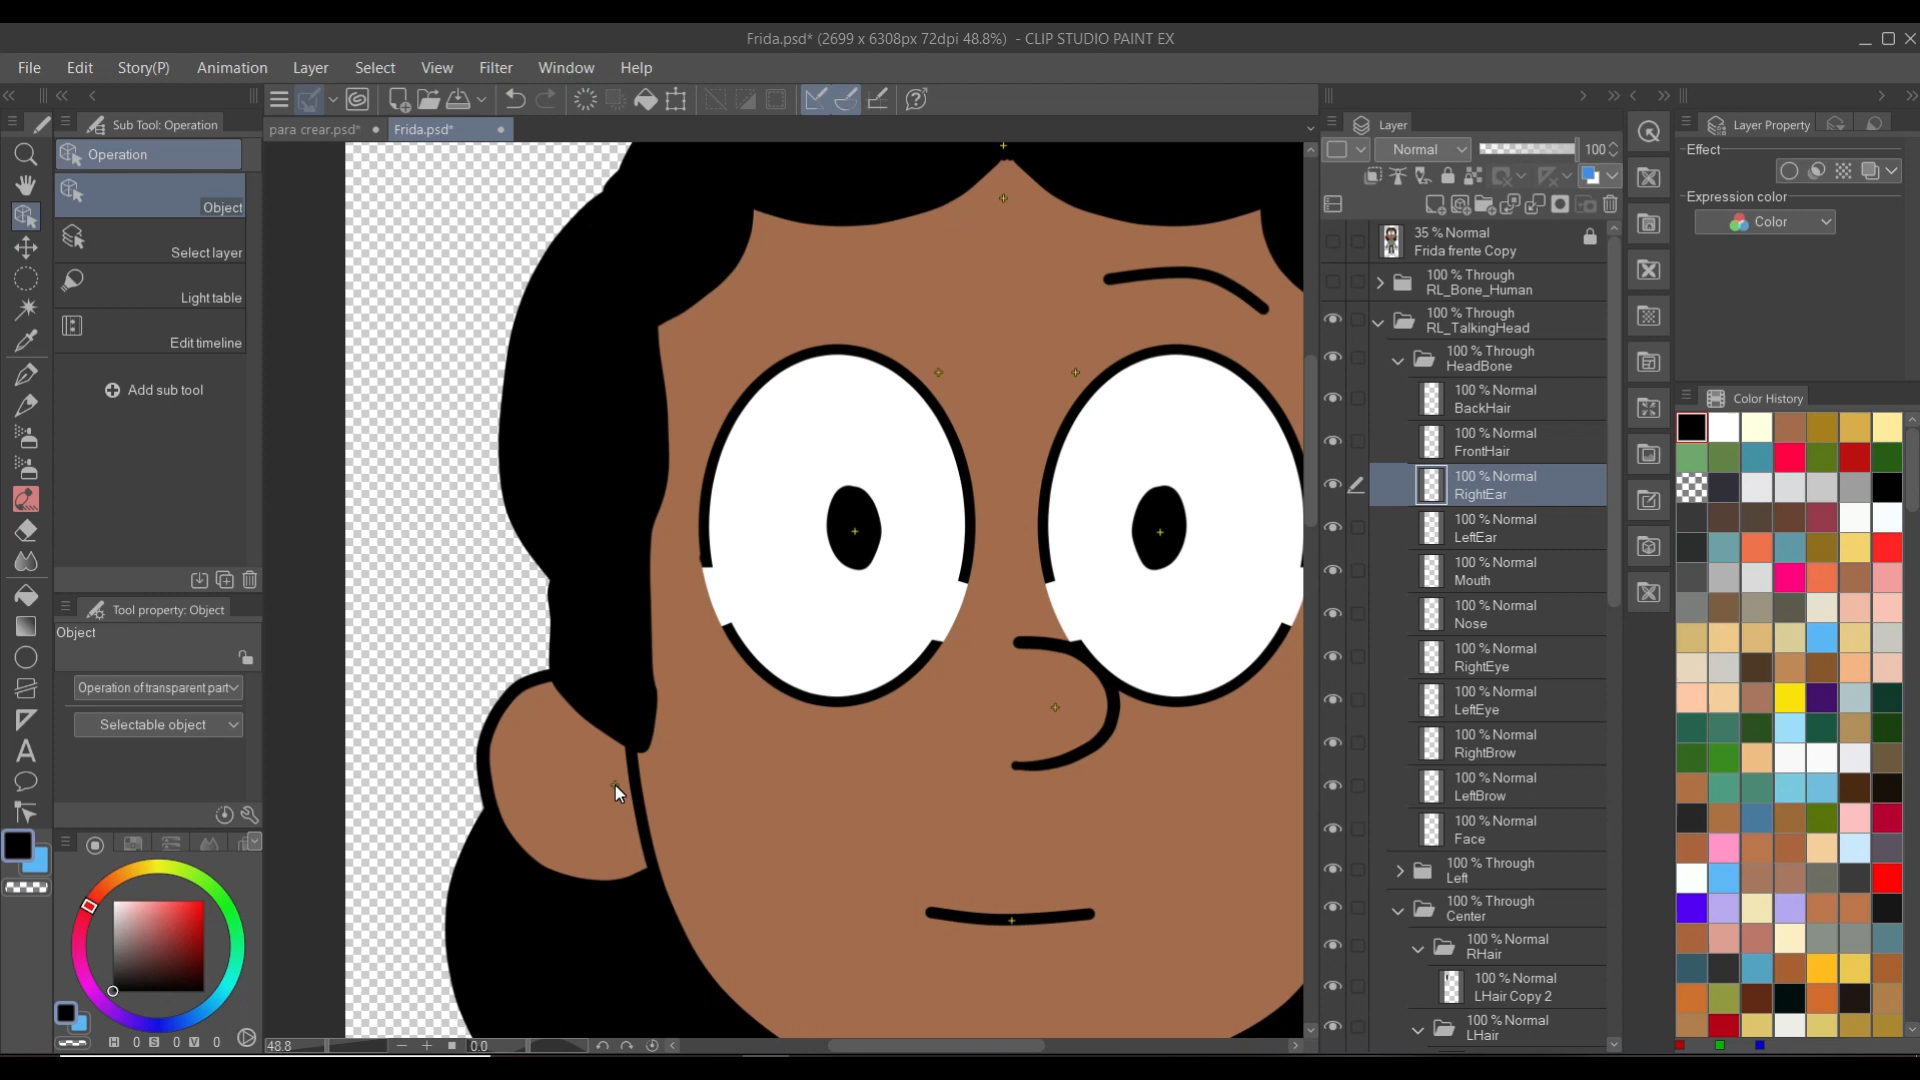 Frida.psd* (2699 x 6308px 72dpi 48.8%) - CLIP STUDIO PAINT EX
File Edit Story(P) Animation Layer Select View Filter Window Help
Sub Tool: Operation
para crear.psd* Frida.psd*
Operation
Object
Select layer
Light table
Edit timeline
Add sub tool
Tool property: Object
Object
Operation of transparent part
Selectable object
H 0 S 0 V 0
48.8 0.0
Layer
Normal 100
35 % Normal
Frida frente Copy
100 % Through
RL_Bone_Human
100 % Through
RL_TalkingHead
100 % Through
HeadBone
100 % Normal
BackHair
100 % Normal
FrontHair
100 % Normal
RightEar
100 % Normal
LeftEar
100 % Normal
Mouth
100 % Normal
Nose
100 % Normal
RightEye
100 % Normal
LeftEye
100 % Normal
RightBrow
100 % Normal
LeftBrow
100 % Normal
Face
100 % Through
Left
100 % Through
Center
100 % Normal
RHair
100 % Normal
LHair Copy 2
100 % Normal
LHair
Layer Property
Effect
Expression color
Color
Color History